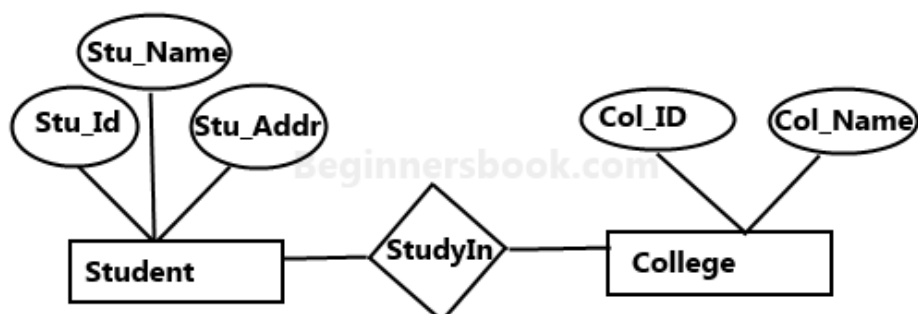 Stu_Name
Stu_Id
Stu_Addr
Col_ID
Col_Name
Beginnersbook.com
Student
StudyIn
College